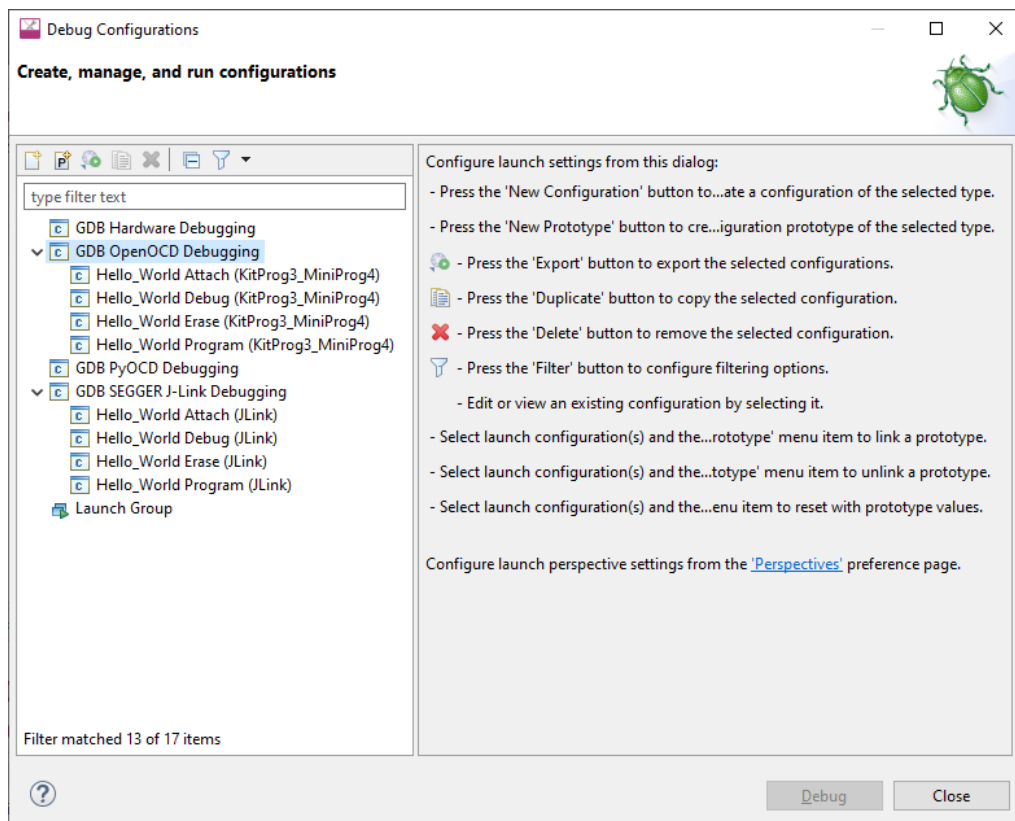 Debug Configurations
Create, manage, and run configurations
type filter text
GDB Hardware Debugging
GDB OpenOCD Debugging
Hello_World Attach (KitProg3_MiniProg4)
Hello_World Debug (KitProg3_MiniProg4)
Hello_World Erase (KitProg3_MiniProg4)
Hello_World Program (KitProg3_MiniProg4)
GDB PyOCD Debugging
GDB SEGGER J-Link Debugging
Hello_World Attach (JLink)
Hello_World Debug (JLink)
Hello_World Erase (JLink)
Hello_World Program (JLink)
Launch Group
Filter matched 13 of 17 items
Configure launch settings from this dialog:
- Press the 'New Configuration' button to...ate a configuration of the selected type.
- Press the 'New Prototype' button to cre...iguration prototype of the selected type.
- Press the 'Export' button to export the selected configurations.
- Press the 'Duplicate' button to copy the selected configuration.
- Press the 'Delete' button to remove the selected configuration.
- Press the 'Filter' button to configure filtering options.
- Edit or view an existing configuration by selecting it.
- Select launch configuration(s) and the...rototype' menu item to link a prototype.
- Select launch configuration(s) and the...totype' menu item to unlink a prototype.
- Select launch configuration(s) and the...enu item to reset with prototype values.
Configure launch perspective settings from the 'Perspectives' preference page.
Debug
Close